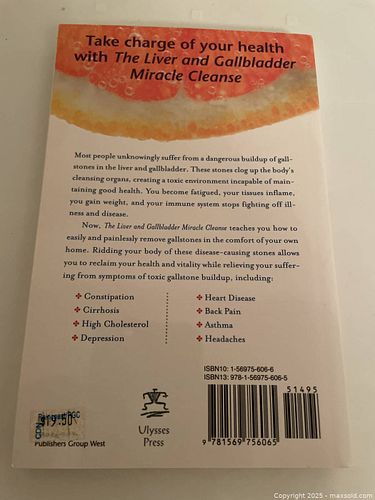 Take charge of your health
with The Liver and Gallbladder
Miracle Cleanse
Most people unknowingly suffer from a dangerous buildup of gall-
stones in the liver and gallbladder. These stones clog up the body's
cleansing organs, creating a toxic environment incapable of main-
taining good health. You become fatigued, your tissues inflame,
you gain weight, and your immune system stops fighting off ill-
ness and disease.
Now, The Liver and Gallbladder Miracle Cleanse teaches you how to
easily and painlessly remove gallstones in the comfort of your own
home. Ridding your body of these disease-causing stones allows
you to reclaim your health and vitality while relieving your suffer-
ing from symptoms of toxic gallstone buildup, including:
Constipation
Cirrhosis
High Cholesterol
Depression
Heart Disease
Back Pain
Asthma
Headaches
ISBN10: 1-56975-606-6
ISBN13: 978-1-56975-606-5
51495
9 781569 756065
Ulysses
Press
$19.50
CDN
Publishers Group West
Copyright 2025 - maxsold.com